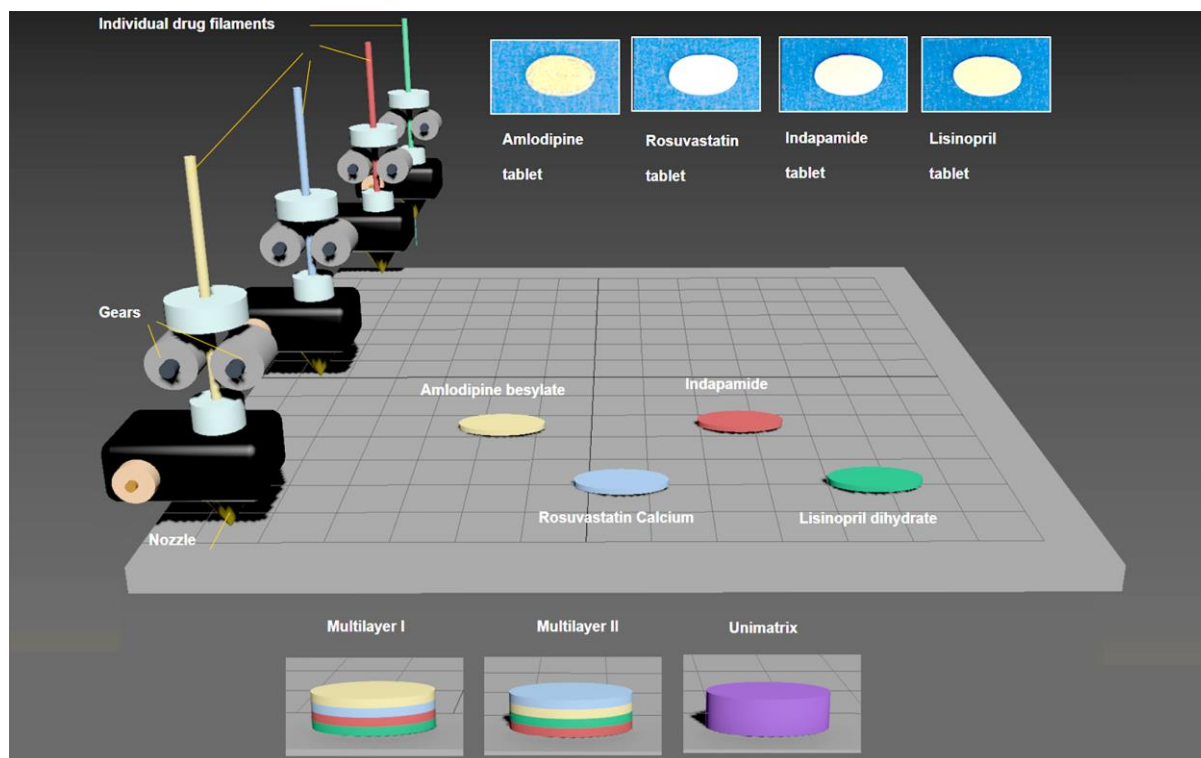 Individual drug filaments
Amlodipine
tablet
Rosuvastatin
tablet
Indapamide
tablet
Lisinopril
tablet
Gears
Amlodipine besylate
Indapamide
Rosuvastatin Calcium
Lisinopril dihydrate
Nozzle
Multilayer I
Multilayer II
Unimatrix